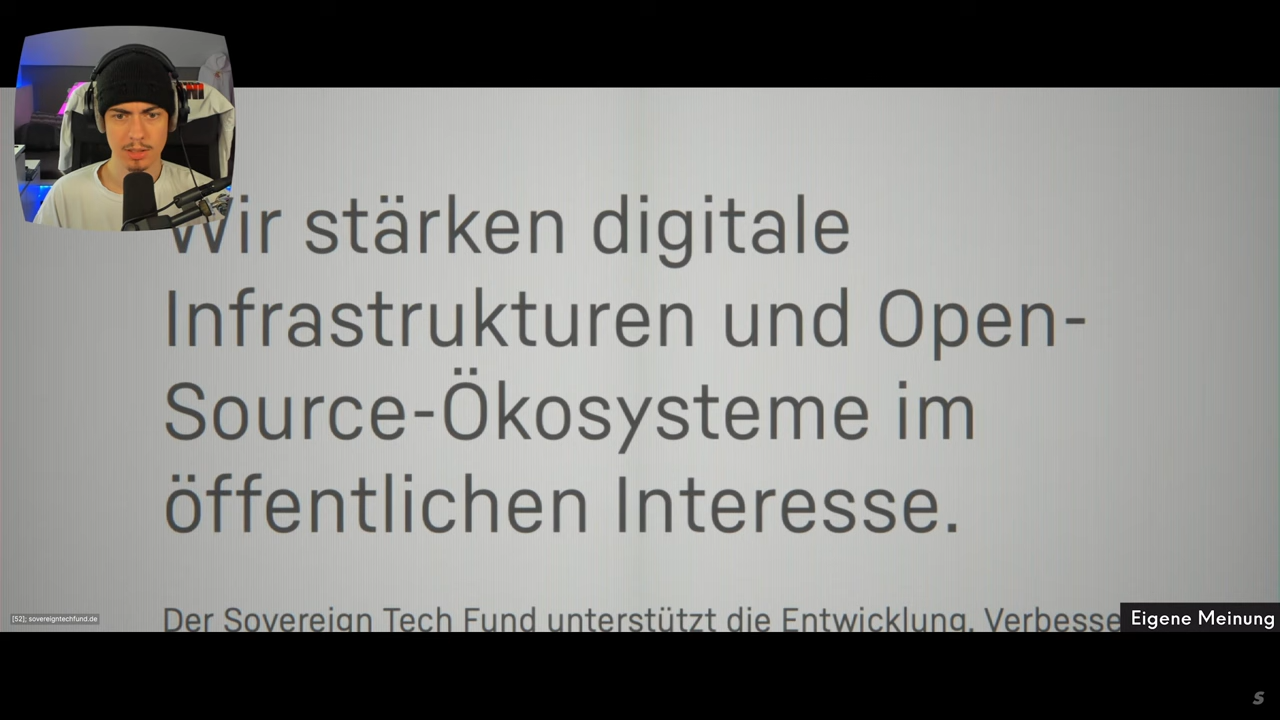 Wir stärken digitale
Infrastrukturen und Open-
Source-Ökosysteme im
öffentlichen Interesse.
Der Sovereign Tech Fund unterstützt die Entwicklung, Verbesse
[52]; sovereigntechfund.de
Eigene Meinung
S